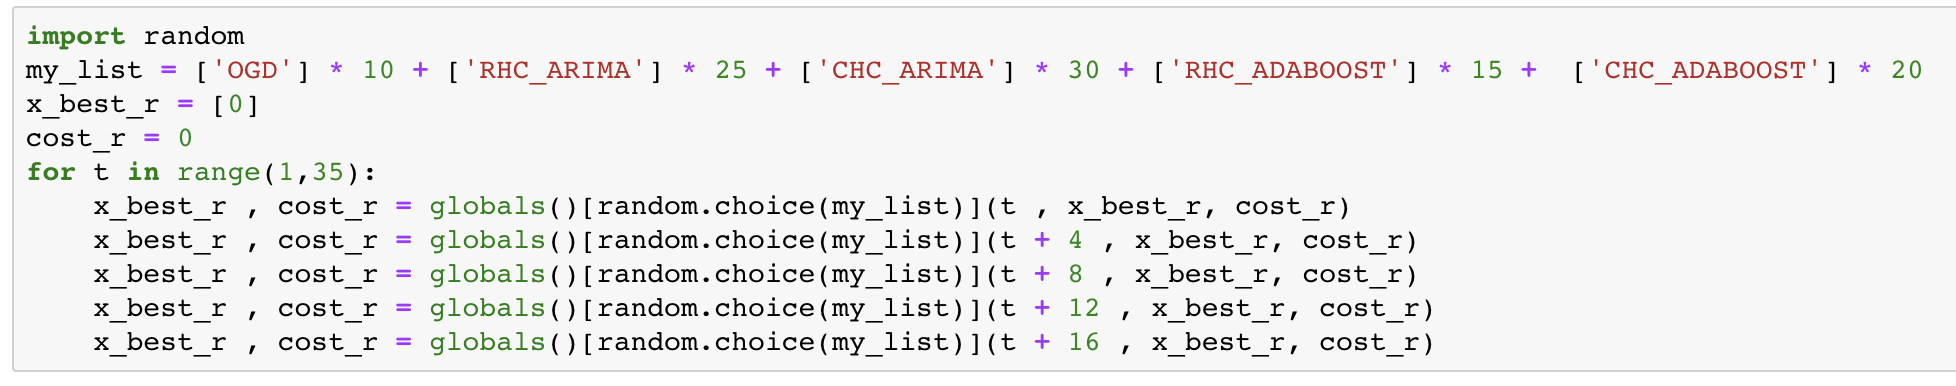 import random
my_list = ['OGD'] * 10 + ['RHC_ARIMA'] * 25 + ['CHC_ARIMA'] * 30 + ['RHC_ADABOOST'] * 15 +  ['CHC_ADABOOST'] * 20
x_best_r = [0]
cost_r = 0
for t in range(1,35):
    x_best_r , cost_r = globals()[random.choice(my_list)](t , x_best_r, cost_r)
    x_best_r , cost_r = globals()[random.choice(my_list)](t + 4 , x_best_r, cost_r)
    x_best_r , cost_r = globals()[random.choice(my_list)](t + 8 , x_best_r, cost_r)
    x_best_r , cost_r = globals()[random.choice(my_list)](t + 12 , x_best_r, cost_r)
    x_best_r , cost_r = globals()[random.choice(my_list)](t + 16 , x_best_r, cost_r)